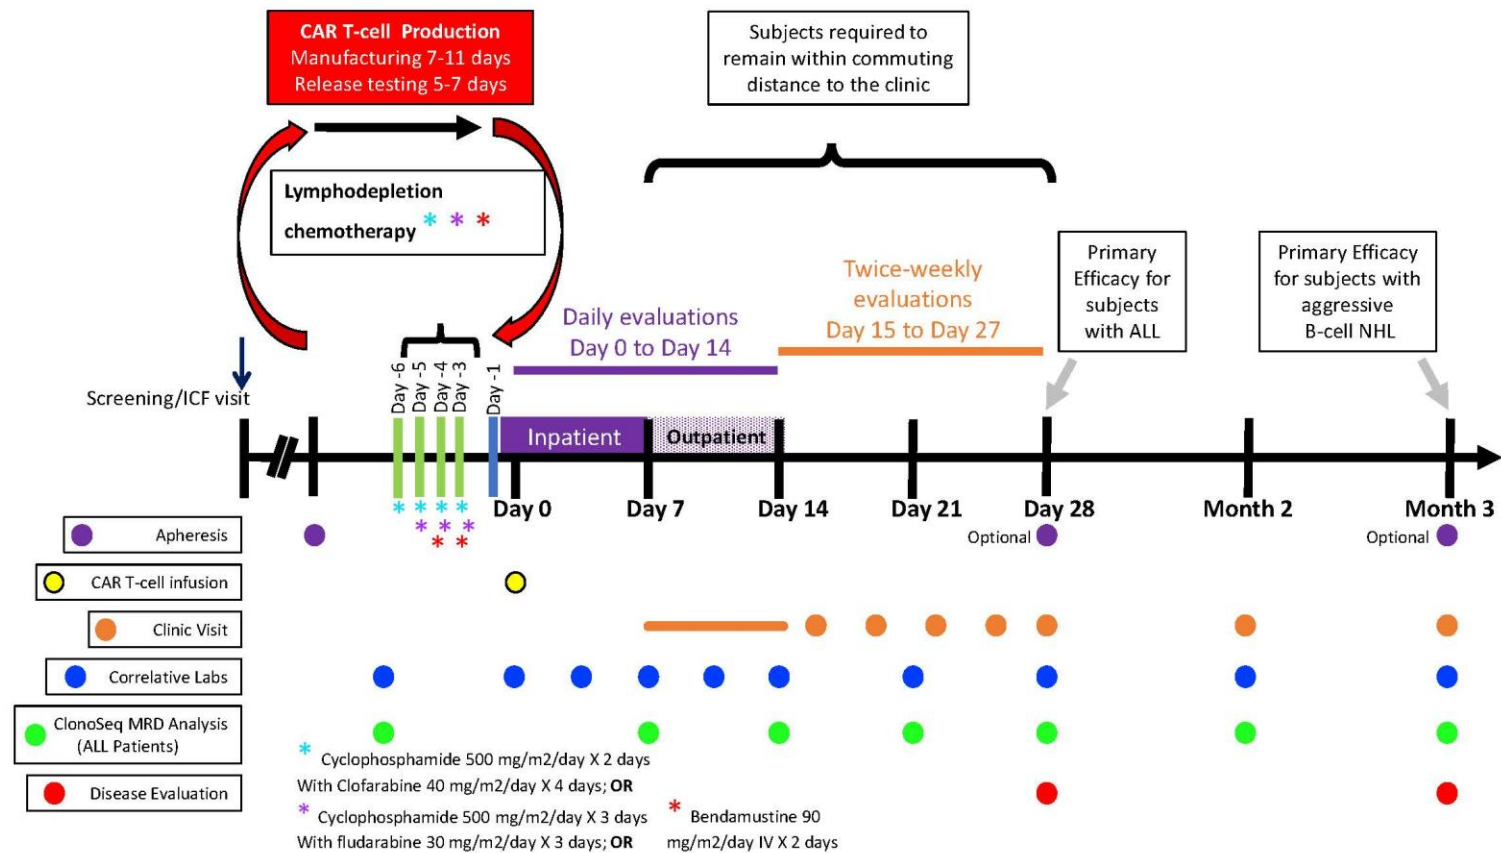 CAR T-cell Production
Manufacturing 7-11 days
Release testing 5-7 days
Subjects required to
remain within commuting
distance to the clinic
Lymphodepletion
chemotherapy * * *
Daily evaluations
Day 0 to Day 14
Twice-weekly
evaluations
Day 15 to Day 27
Primary
Efficacy for
subjects
with ALL
Primary Efficacy
for subjects with
aggressive
B-cell NHL
Screening/ICF visit
Day -6
Day -5
Day -4
Day -3
Day -1
Inpatient
Outpatient
* * * *
* * *
* *
Day 0
Day 7
Day 14
Day 21
Day 28
Month 2
Month 3
Apheresis
Optional
Optional
CAR T-cell infusion
Clinic Visit
Correlative Labs
ClonoSeq MRD Analysis
(ALL Patients)
Disease Evaluation
* Cyclophosphamide 500 mg/m2/day X 2 days
With Clofarabine 40 mg/m2/day X 4 days; OR
* Cyclophosphamide 500 mg/m2/day X 3 days
With fludarabine 30 mg/m2/day X 3 days; OR
* Bendamustine 90
mg/m2/day IV X 2 days